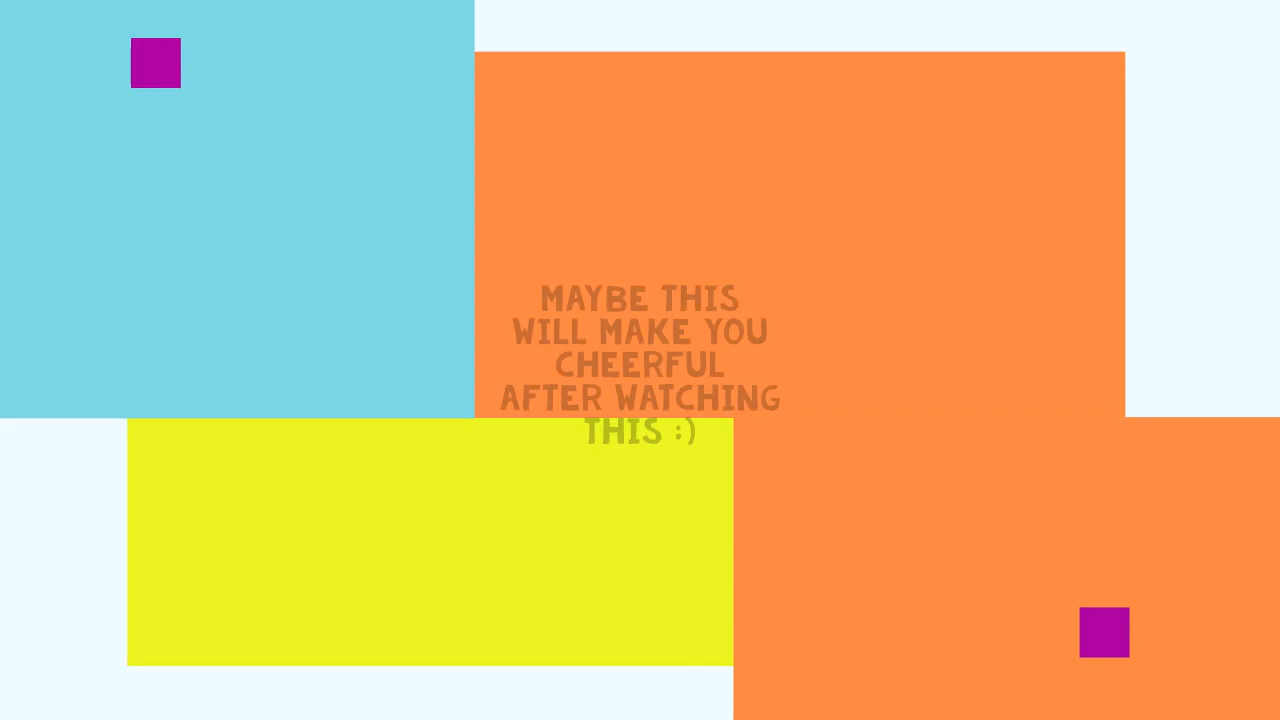 MAYBE THIS
WILL MAKE YOU
CHEERFUL
AFTER WATCHING
THIS :)